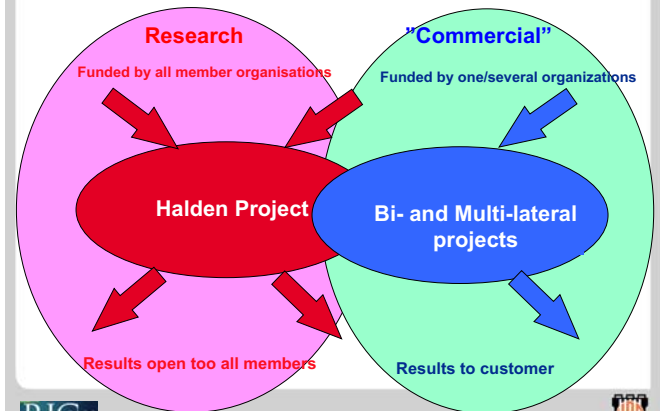 Research
”Commercial”
Funded by all member organisations
Funded by one/several organizations
Halden Project
Bi- and Multi-lateral
projects
Results open too all members
Results to customer